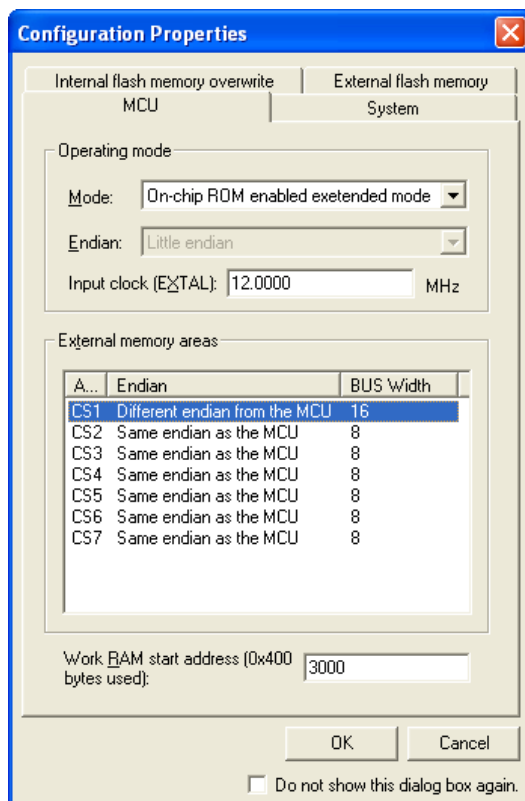 Configuration Properties
Internal flash memory overwrite External flash memory
MCU System
Operating mode
Mode: On-chip ROM enabled exetended mode
Endian: Little endian
Input clock (EXTAL): 12.0000 MHz
External memory areas
A... Endian BUS Width
CS1 Different endian from the MCU 16
CS2 Same endian as the MCU 8
CS3 Same endian as the MCU 8
CS4 Same endian as the MCU 8
CS5 Same endian as the MCU 8
CS6 Same endian as the MCU 8
CS7 Same endian as the MCU 8
Work RAM start address (0x400
bytes used): 3000
OK Cancel
Do not show this dialog box again.